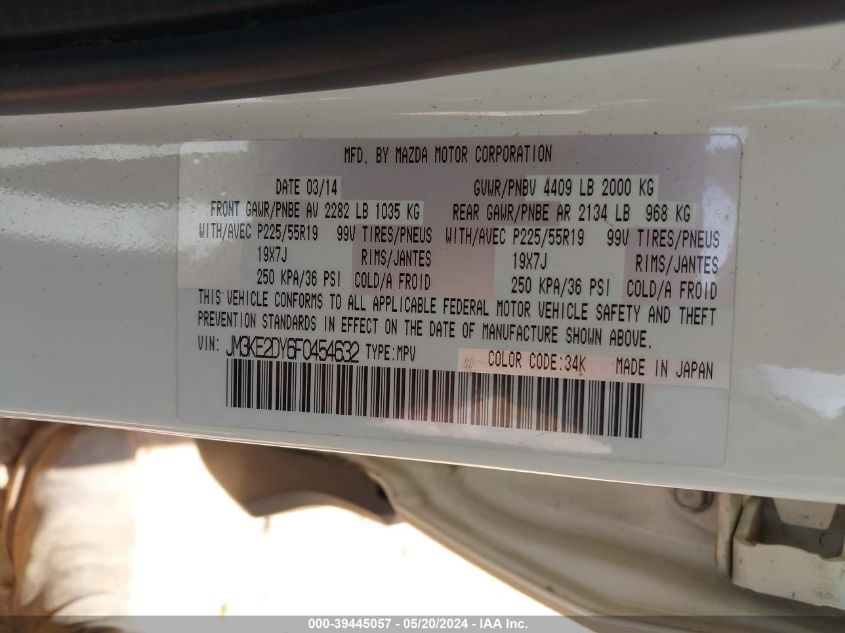 MFD. BY MAZDA MOTOR CORPORATION
DATE 03/14 GVWR/PNBV 4409 LB 2000 KG
FRONT GAWR/PNBE AV 2282 LB 1035 KG REAR GAWR/PNBE AR 2134 LB 968 KG
WITH/AVEC P225/55R19 99V TIRES/PNEUS WITH/AVEC P225/55R19 99V TIRES/PNEUS
19X7J RIMS/JANTES 19X7J RIMS/JANTES
250 KPA/36 PSI COLD/A FROID 250 KPA/36 PSI COLD/A FROID
THIS VEHICLE CONFORMS TO ALL APPLICABLE FEDERAL MOTOR VEHICLE SAFETY AND THEFT
PREVENTION STANDARDS IN EFFECT ON THE DATE OF MANUFACTURE SHOWN ABOVE.
VIN: JM3KE2DY6F0454632 TYPE:MPV COLOR CODE:34K MADE IN JAPAN
000-39445057 - 05/20/2024 - IAA Inc.